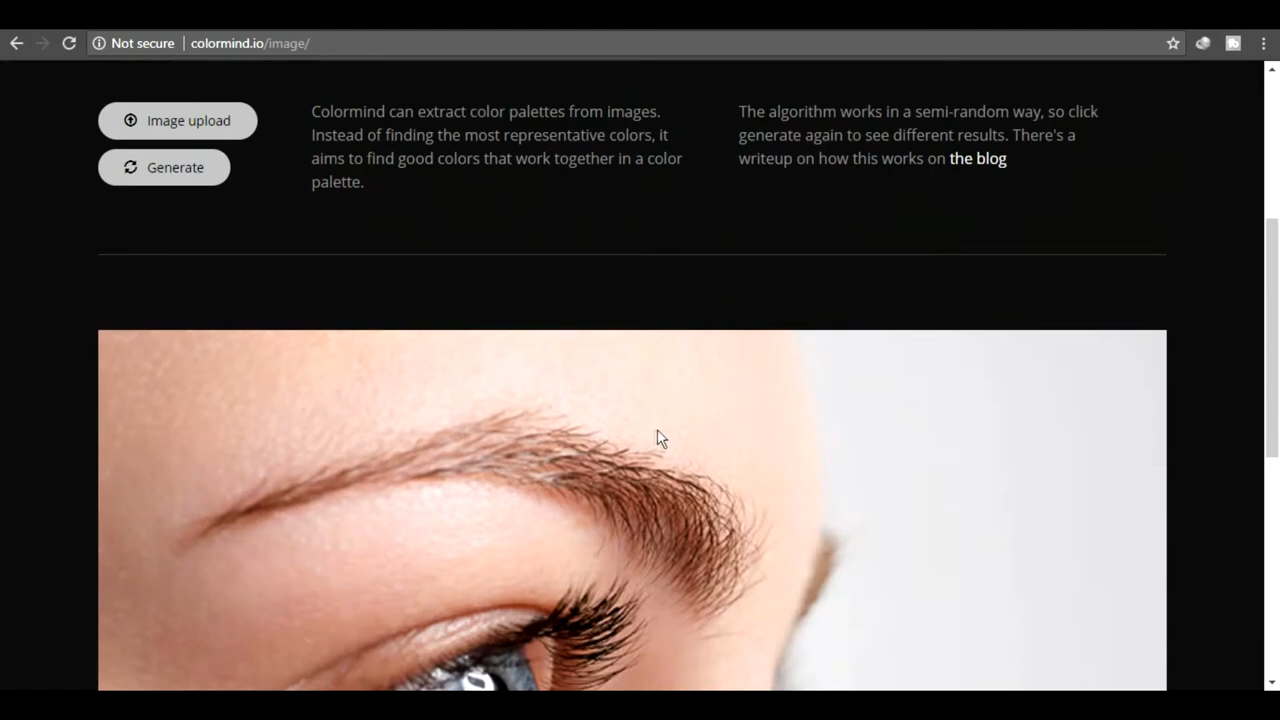 Not secure
colormind.io/image/
Image upload
Generate
Colormind can extract color palettes from images.
Instead of finding the most representative colors, it
aims to find good colors that work together in a color
palette.
The algorithm works in a semi-random way, so click
generate again to see different results. There's a
writeup on how this works on the blog